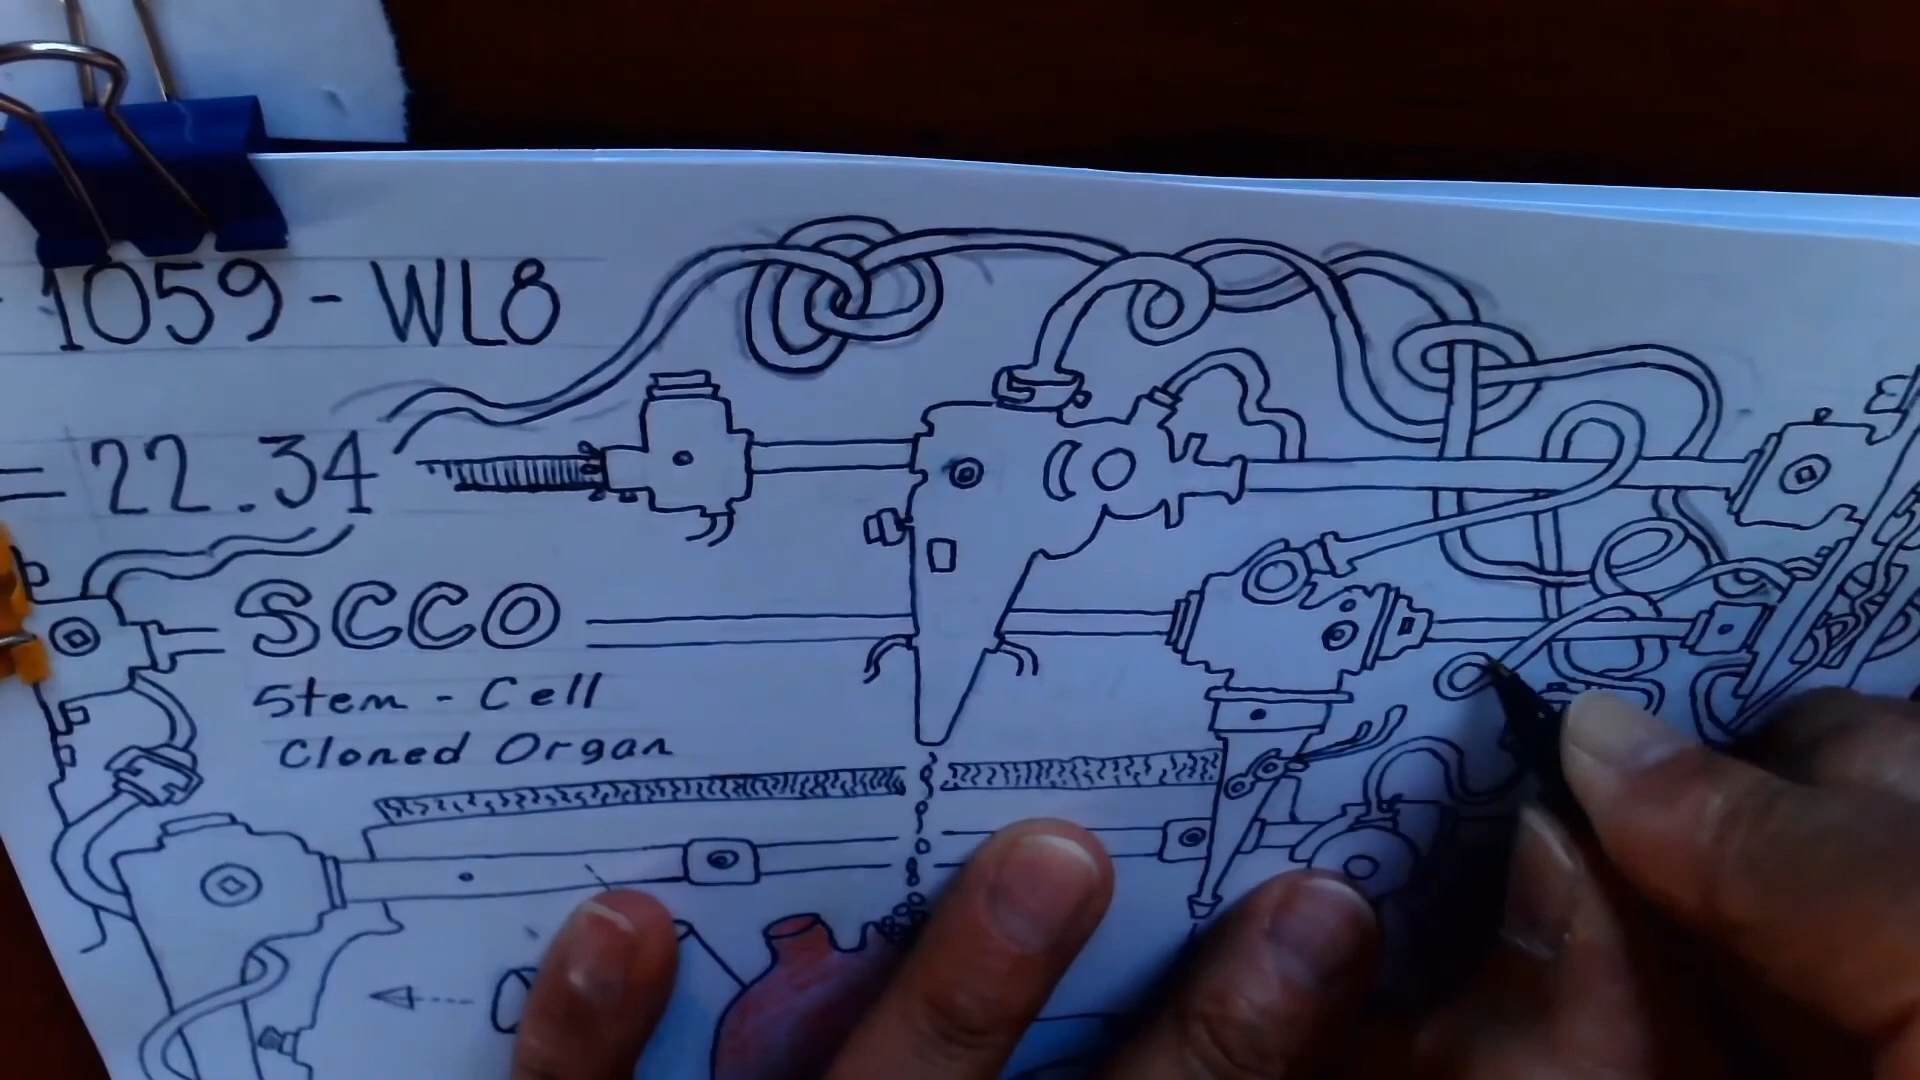 1059-WL8
= 22.34
SCCO
Stem-Cell
Cloned Organ